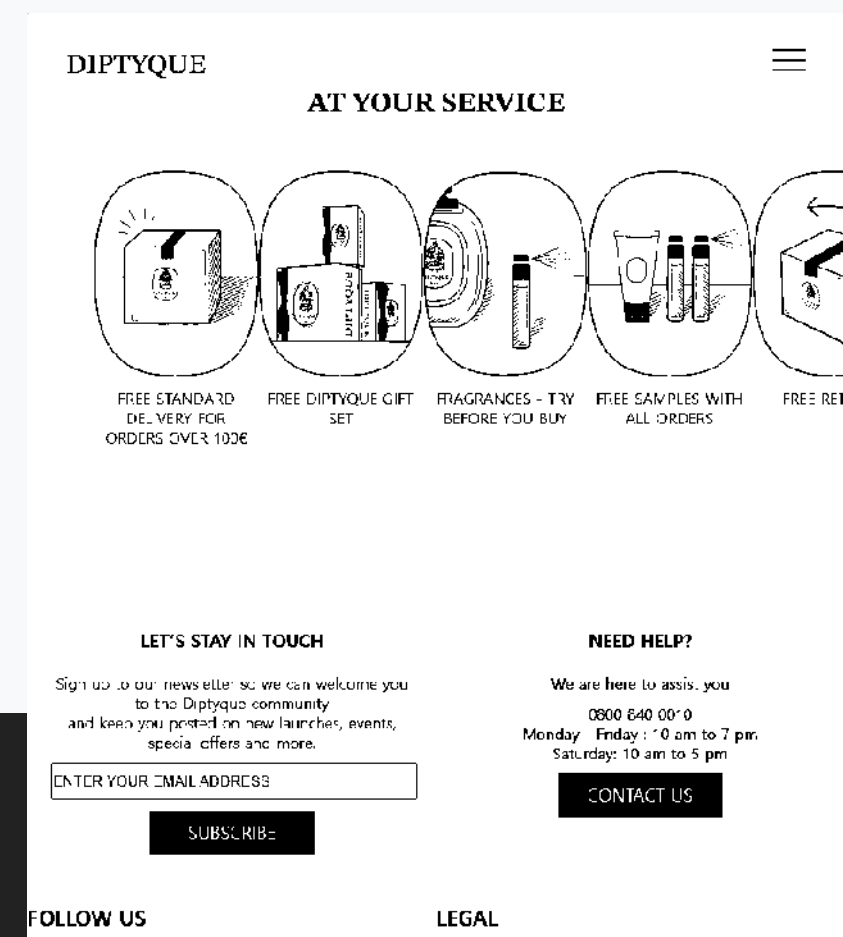 DIPTYQUE
AT YOUR SERVICE
DIPTYQUE
FREE STANDARD
DELIVERY FOR
ORDERS OVER 100€
FREE DIPTYQUE GIFT
SET
FRAGRANCES - TRY
BEFORE YOU BUY
FREE SAMPLES WITH
ALL ORDERS
FREE RET
LET'S STAY IN TOUCH
Sign up to our newsletter so we can welcome you
to the Diptyque community
and keep you posted on new launches, events,
special offers and more.
ENTER YOUR EMAIL ADDRESS
SUBSCRIBE
NEED HELP?
We are here to assist you
0800 840 0010
Monday - Friday : 10 am to 7 pm
Saturday: 10 am to 5 pm
CONTACT US
FOLLOW US
LEGAL